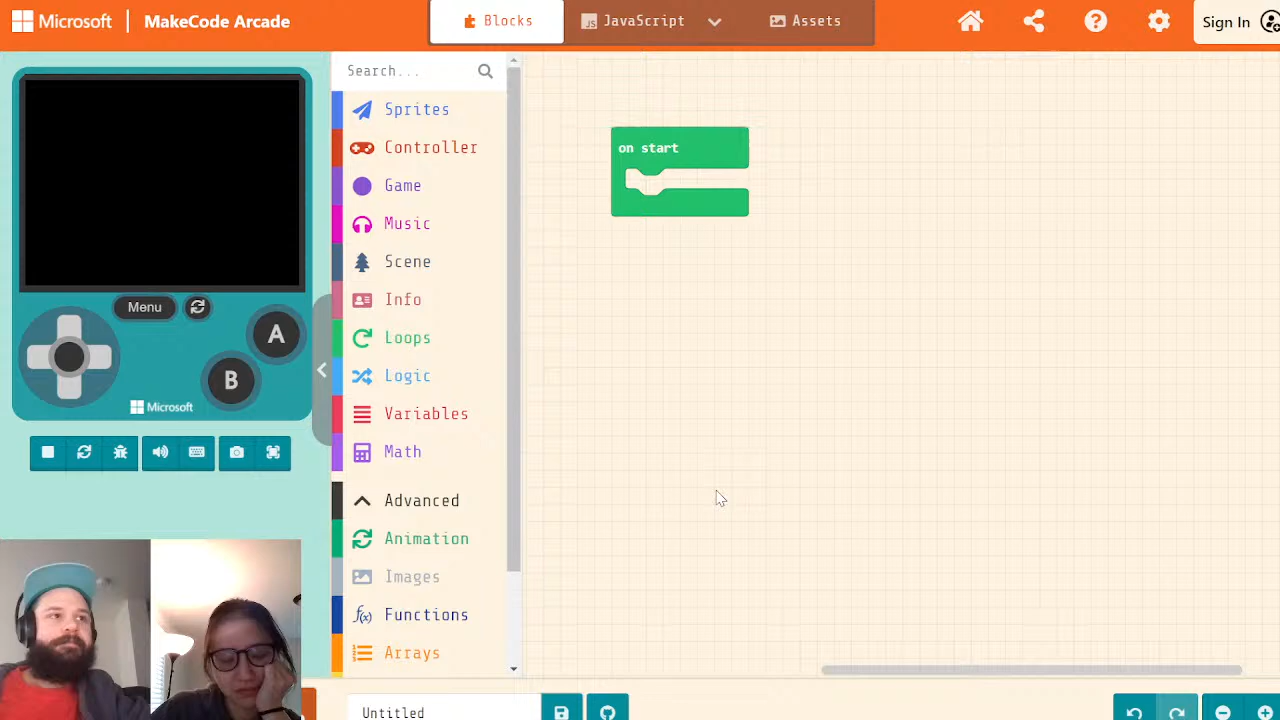 Microsoft
MakeCode Arcade
Blocks
JS
JavaScript
Assets
?
Sign In
Search...
Sprites
Controller
Game
Music
Scene
Info
Loops
Logic
Variables
Math
Advanced
Animation
Images
f(x) Functions
Arrays
on start
Menu
A
B
Microsoft
Untitled